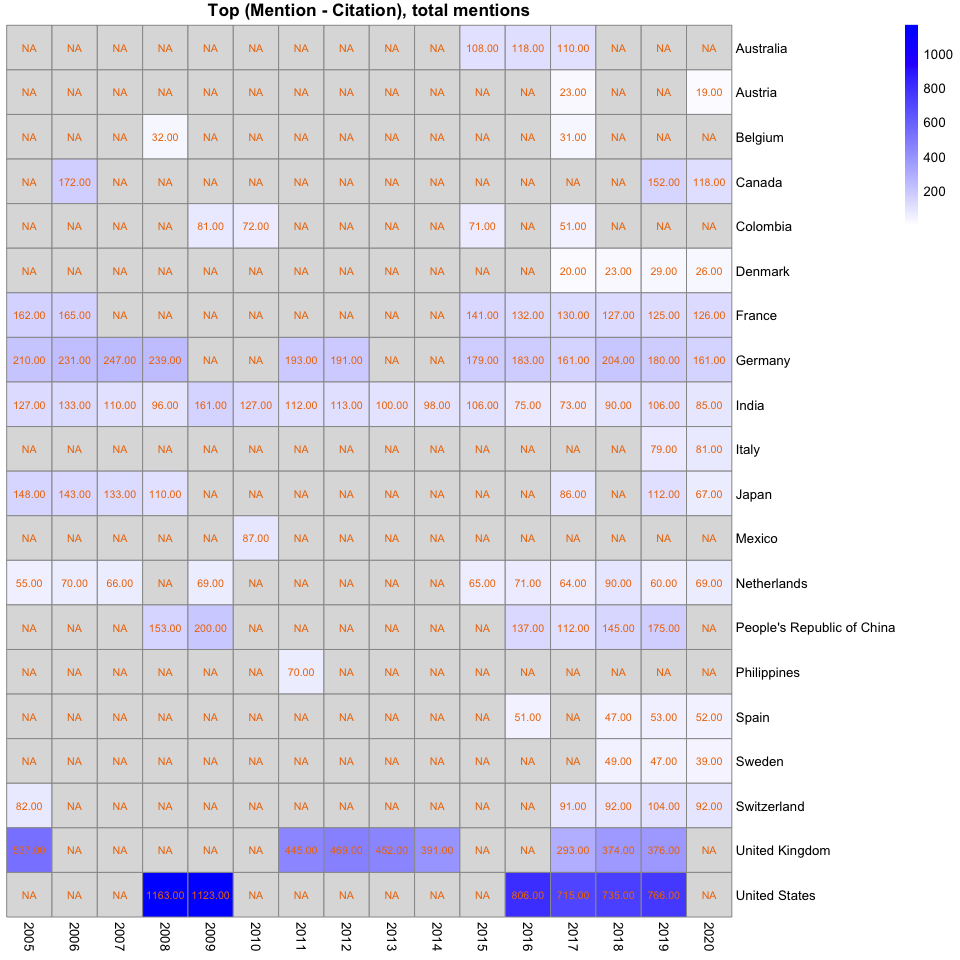 Top (Mention - Citation), total mentions
NA NA NA NA NA NA NA NA NA NA 108.00 118.00 110.00 NA NA NA Australia
NA NA NA NA NA NA NA NA NA NA NA NA 23.00 NA NA 19.00 Austria
NA NA NA 32.00 NA NA NA NA NA NA NA NA 31.00 NA NA NA Belgium
NA 172.00 NA NA NA NA NA NA NA NA NA NA NA NA 152.00 118.00 Canada
NA NA NA NA 81.00 72.00 NA NA NA NA 71.00 NA 51.00 NA NA NA Colombia
NA NA NA NA NA NA NA NA NA NA NA NA 20.00 23.00 29.00 26.00 Denmark
162.00 165.00 NA NA NA NA NA NA NA NA 141.00 132.00 130.00 127.00 125.00 126.00 France
210.00 231.00 247.00 239.00 NA NA 193.00 191.00 NA NA 179.00 183.00 161.00 204.00 180.00 161.00 Germany
127.00 133.00 110.00 96.00 161.00 127.00 112.00 113.00 100.00 98.00 106.00 75.00 73.00 90.00 106.00 85.00 India
NA NA NA NA NA NA NA NA NA NA NA NA NA NA 79.00 81.00 Italy
148.00 143.00 133.00 110.00 NA NA NA NA NA NA NA NA 86.00 NA 112.00 67.00 Japan
NA NA NA NA NA 87.00 NA NA NA NA NA NA NA NA NA NA Mexico
55.00 70.00 66.00 NA 69.00 NA NA NA NA NA 65.00 71.00 64.00 90.00 60.00 69.00 Netherlands
NA NA NA 153.00 200.00 NA NA NA NA NA NA 137.00 112.00 145.00 175.00 NA People's Republic of China
NA NA NA NA NA NA 70.00 NA NA NA NA NA NA NA NA NA Philippines
NA NA NA NA NA NA NA NA NA NA NA 51.00 NA 47.00 53.00 52.00 Spain
NA NA NA NA NA NA NA NA NA NA NA NA NA 49.00 47.00 39.00 Sweden
82.00 NA NA NA NA NA NA NA NA NA NA NA 91.00 92.00 104.00 92.00 Switzerland
NA NA NA NA NA 445.00 452.00 391.00 NA NA 293.00 374.00 376.00 NA United Kingdom
NA NA NA 1163.00 1123.00 NA NA NA NA NA NA 806.00 715.00 735.00 766.00 NA United States
2005 2006 2007 2008 2009 2010 2011 2012 2013 2014 2015 2016 2017 2018 2019 2020
1000
800
600
400
200